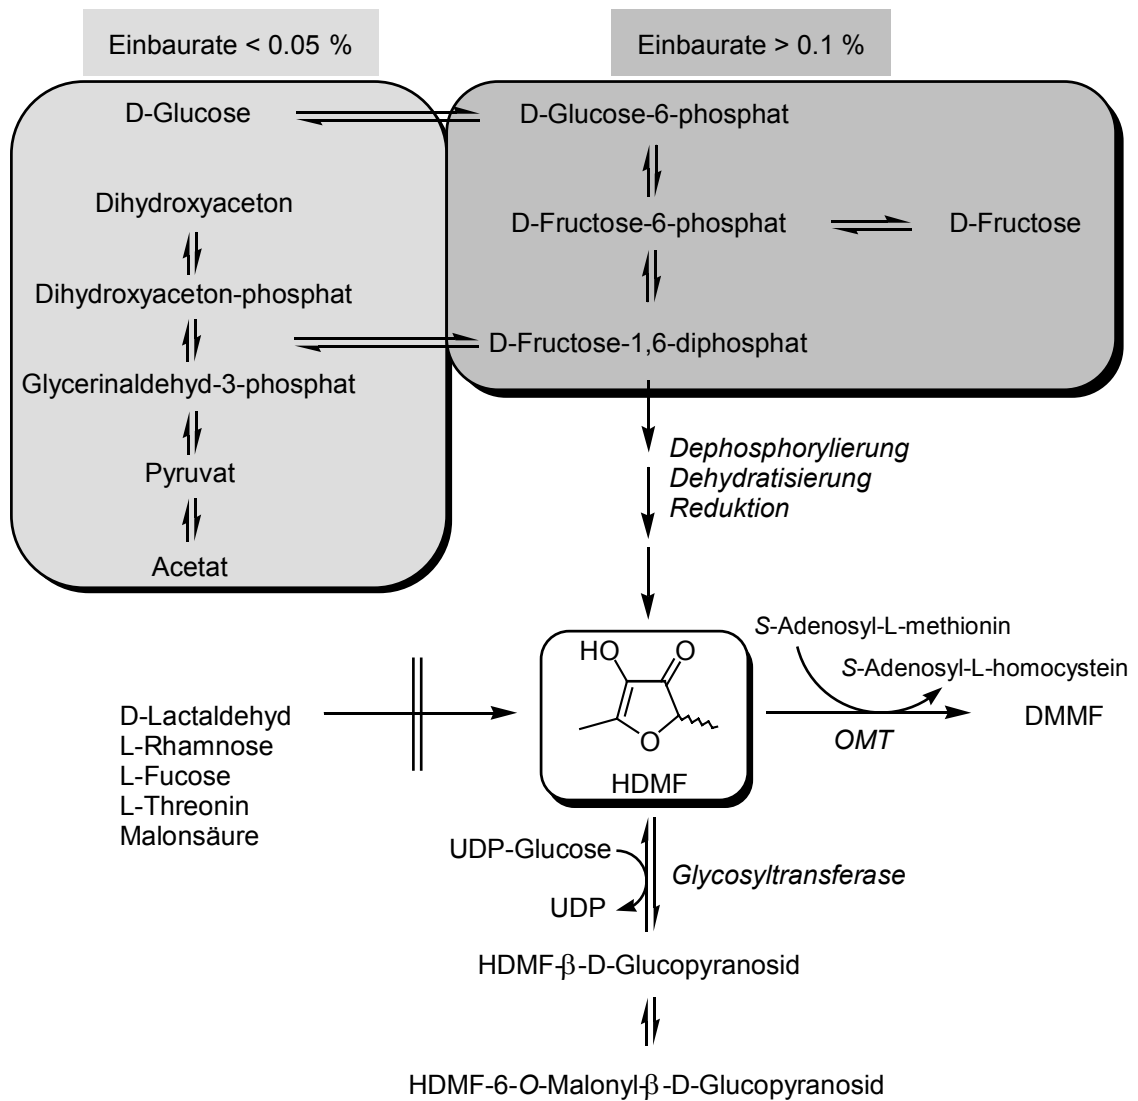 Einbaurate < 0.05 %
Einbaurate > 0.1 %
D-Glucose
D-Glucose-6-phosphat
Dihydroxyaceton
D-Fructose-6-phosphat
D-Fructose
Dihydroxyaceton-phosphat
D-Fructose-1,6-diphosphat
Glycerinaldehyd-3-phosphat
Pyruvat
Acetat
Dephosphorylierung
Dehydratisierung
Reduktion
D-Lactaldehyd
L-Rhamnose
L-Fucose
L-Threonin
Malonsäure
HO
O
O
HDMF
S-Adenosyl-L-methionin
S-Adenosyl-L-homocystein
OMT
DMMF
UDP-Glucose
UDP
Glycosyltransferase
HDMF-β-D-Glucopyranosid
HDMF-6-O-Malonyl-β-D-Glucopyranosid